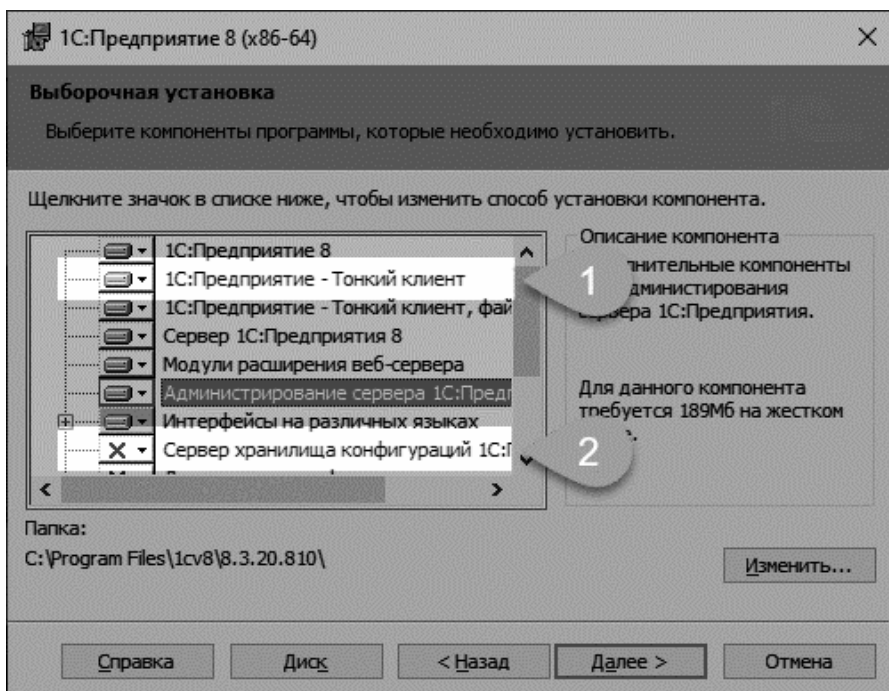 1С:Предприятие 8 (x86-64)
Выборочная установка
Выберите компоненты программы, которые необходимо установить.
Щелкните значок в списке ниже, чтобы изменить способ установки компонента.
1С:Предприятие 8
1С:Предприятие - Тонкий клиент
1С:Предприятие - Тонкий клиент, фай
Сервер 1С:Предприятия 8
Модули расширения веб-сервера
Администрирование сервера 1С:Предп
Интерфейсы на различных языках
Сервер хранилища конфигураций 1С:П
1
2
Описание компонента
нительные компоненты
дминистирования
сервера 1С:Предприятия.
Для данного компонента
требуется 189Мб на жестком
Папка:
C:\Program Files\1cv8\8.3.20.810\
Изменить...
Справка
Диск
< Назад
Далее >
Отмена